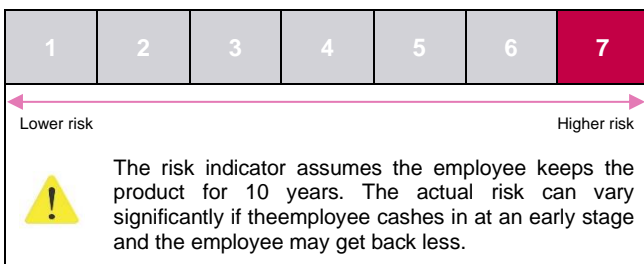 1 2 3 4 5 6 7
Lower risk Higher risk
The risk indicator assumes the employee keeps the
product for 10 years. The actual risk can vary
significantly if theemployee cashes in at an early stage
and the employee may get back less.